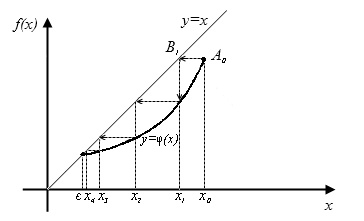 f(x)
y=x
B₁
A₀
y=φ(x)
ϵ x₄ x₃ x₂ x₁ x₀
x